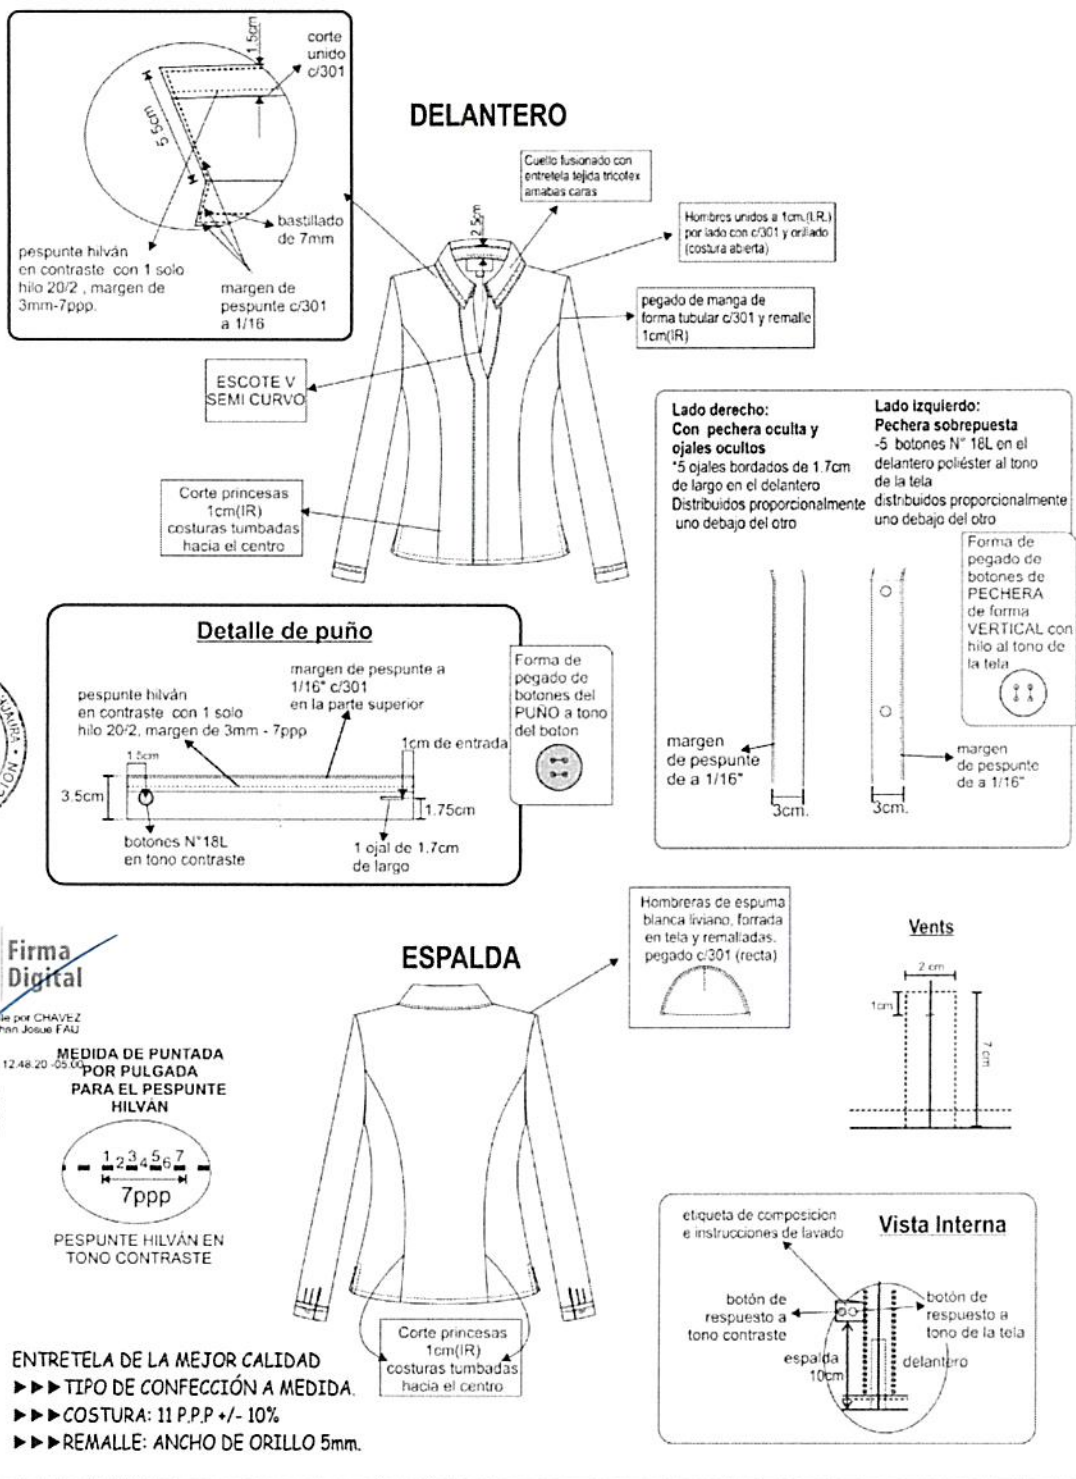 1.5cm
corte
unido
c/301
5.5cm
bastillado
de 7mm
pespunte hilván
en contraste con 1 solo
hilo 20/2 , margen de
3mm-7ppp.
margen de
pespunte c/301
a 1/16
DELANTERO
Cuello fusionado con
entretela tejida tricotex
amabas caras
2.5cm
Hombros unidos a 1cm.(I.R.)
por lado con c/301 y orillado
(costura abierta)
pegado de manga de
forma tubular c/301 y remalle
1cm(IR)
ESCOTE V
SEMI CURVO
Corte princesas
1cm(IR)
costuras tumbadas
hacia el centro
Lado derecho:
Con pechera oculta y
ojales ocultos
*5 ojales bordados de 1.7cm
de largo en el delantero
Distribuidos proporcionalmente
uno debajo del otro
Lado izquierdo:
Pechera sobrepuesta
-5 botones N° 18L en el
delantero poliéster al tono
de la tela
distribuidos proporcionalmente
uno debajo del otro
Forma de
pegado de
botones de
PECHERA
de forma
VERTICAL con
hilo al tono de
la tela
margen
de pespunte
de a 1/16"
3cm.
margen
de pespunte
de a 1/16"
3cm.
Detalle de puño
pespunte hilván
en contraste con 1 solo
hilo 20/2, margen de 3mm - 7ppp
margen de pespunte a
1/16" c/301
en la parte superior
1cm de entrada
1.5cm
3.5cm
1.75cm
botones N°18L
en tono contraste
1 ojal de 1.7cm
de largo
Forma de
pegado de
botones del
PUÑO a tono
del boton
Firma
Digital
por CHAVEZ
Josue FAU
12.48.20 -05.00
MEDIDA DE PUNTADA
POR PULGADA
PARA EL PESPUNTE
HILVÁN
1 2 3 4 5 6 7
7ppp
PESPUNTE HILVÁN EN
TONO CONTRASTE
ESPALDA
Hombreras de espuma
blanca liviano, forrada
en tela y remalladas.
pegado c/301 (recta)
Corte princesas
1cm(IR)
costuras tumbadas
hacia el centro
Vents
2 cm
1cm
7 cm
Vista Interna
etiqueta de composicion
e instrucciones de lavado
botón de
respuesto a
tono contraste
botón de
respuesto a
tono de la tela
espalda
10cm
delantero
ENTRETELA DE LA MEJOR CALIDAD
►►►TIPO DE CONFECCIÓN A MEDIDA.
►►►COSTURA: 11 P.P.P +/- 10%
►►►REMALLE: ANCHO DE ORILLO 5mm.